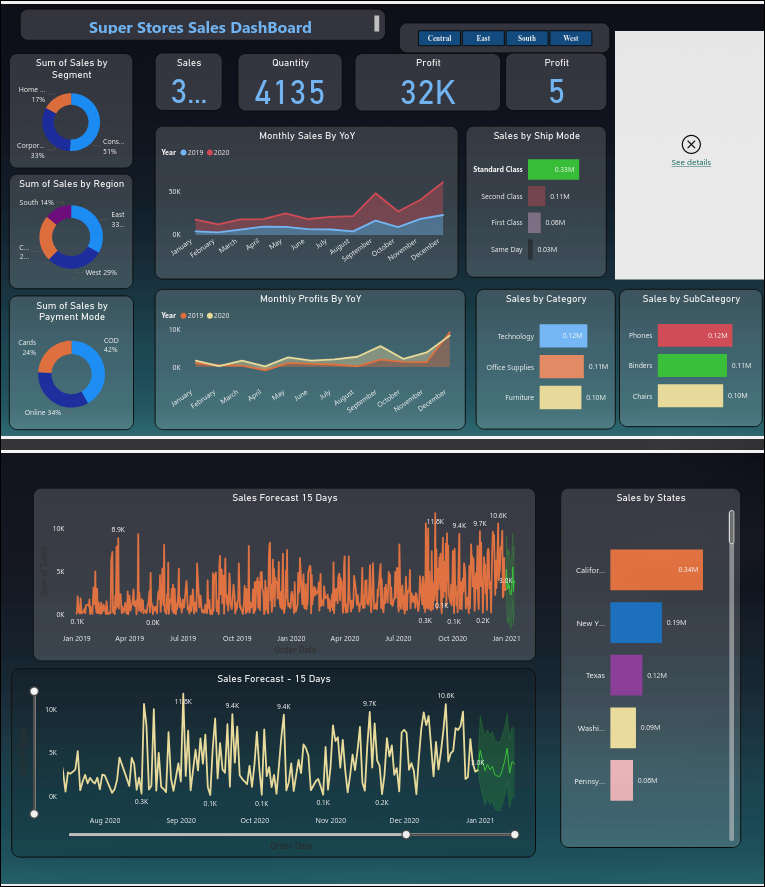 Super Stores Sales DashBoard
Central
East
South
West
Sum of Sales by
Segment
Home ...
17%
Corpor...
33%
Cons...
51%
Sales
3...
Quantity
4135
Profit
32K
Profit
5
See details
Monthly Sales By YoY
Year 2019 2020
50K
0K
January
February
March
April
May
June
July
August
September
October
November
December
Sales by Ship Mode
Standard Class 0.33M
Second Class 0.11M
First Class 0.08M
Same Day 0.03M
Sum of Sales by Region
South 14%
East
33...
C...
2...
West 29%
Sum of Sales by
Payment Mode
Cards
24%
COD
42%
Online 34%
Monthly Profits By YoY
Year 2019 2020
10K
0K
January
February
March
April
May
June
July
August
September
October
November
December
Sales by Category
Technology 0.12M
Office Supplies 0.11M
Furniture 0.10M
Sales by SubCategory
Phones 0.12M
Binders 0.11M
Chairs 0.10M
Sales Forecast 15 Days
10K
5K
0K
8.9K
11.8K
9.4K
9.7K
10.6K
3.0K
0.1K
0.0K
0.3K
0.1K
0.1K
0.2K
Jan 2019
Apr 2019
Jul 2019
Oct 2019
Jan 2020
Apr 2020
Jul 2020
Oct 2020
Jan 2021
Order Date
Sales Forecast - 15 Days
10K
5K
0K
11.8K
9.4K
9.4K
9.7K
10.6K
3.0K
0.3K
0.1K
0.1K
0.1K
0.2K
Aug 2020
Sep 2020
Oct 2020
Nov 2020
Dec 2020
Jan 2021
Order Date
Sales by States
Califor... 0.34M
New Y... 0.19M
Texas 0.12M
Washi... 0.09M
Pennsy... 0.08M